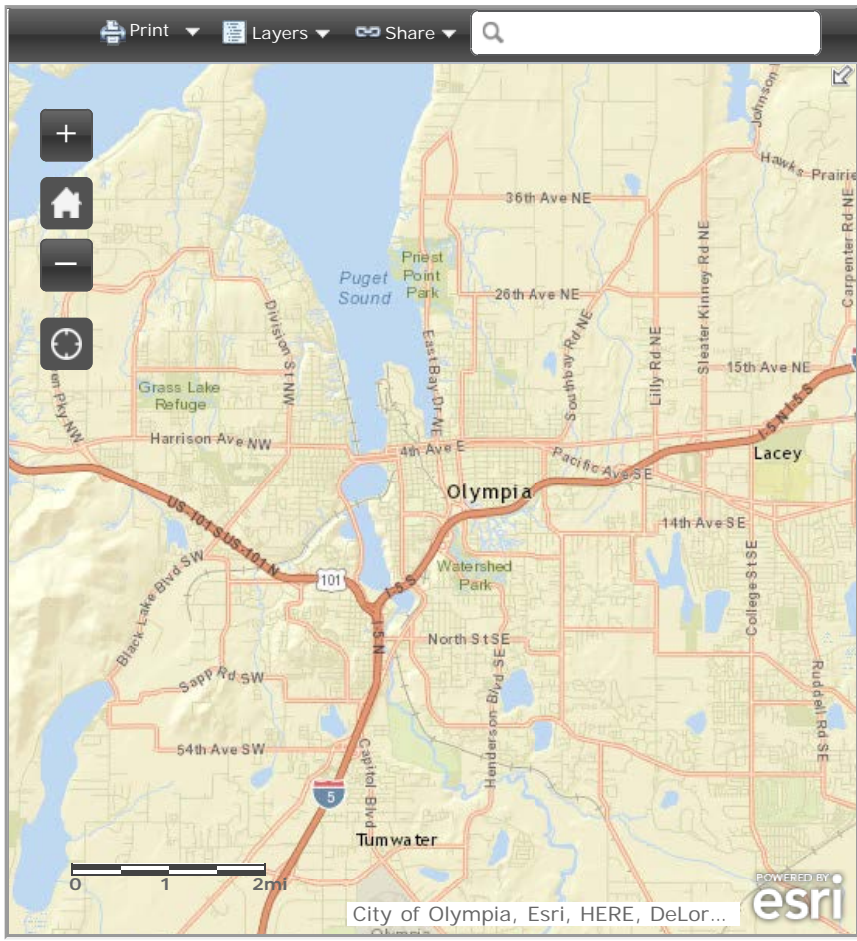 Print
Layers
Share
+
−
Johnson
Hawks Prairie
36th Ave NE
Carpenter Rd NE
Sleater Kinney Rd NE
Priest
Point
Park
Puget
Sound
26th Ave NE
Division St NW
East Bay Dr NE
Southbay Rd NE
Lilly Rd NE
15th Ave NE
Grass Lake
Refuge
Pky NW
Harrison Ave NW
4th Ave E
Pacific Ave SE
I-5 N I-5 S
Lacey
Olympia
US-101 S US-101 N
14th Ave SE
Watershed
Park
101
I-5 S
I-5 N
Black Lake Blvd SW
College St SE
North St SE
Sapp Rd SW
Henderson Blvd SE
Ruddell Rd SE
54th Ave SW
Capitol Blvd
5
Tumwater
0 1 2mi
POWERED BY
esri
City of Olympia, Esri, HERE, DeLor...
Olympia